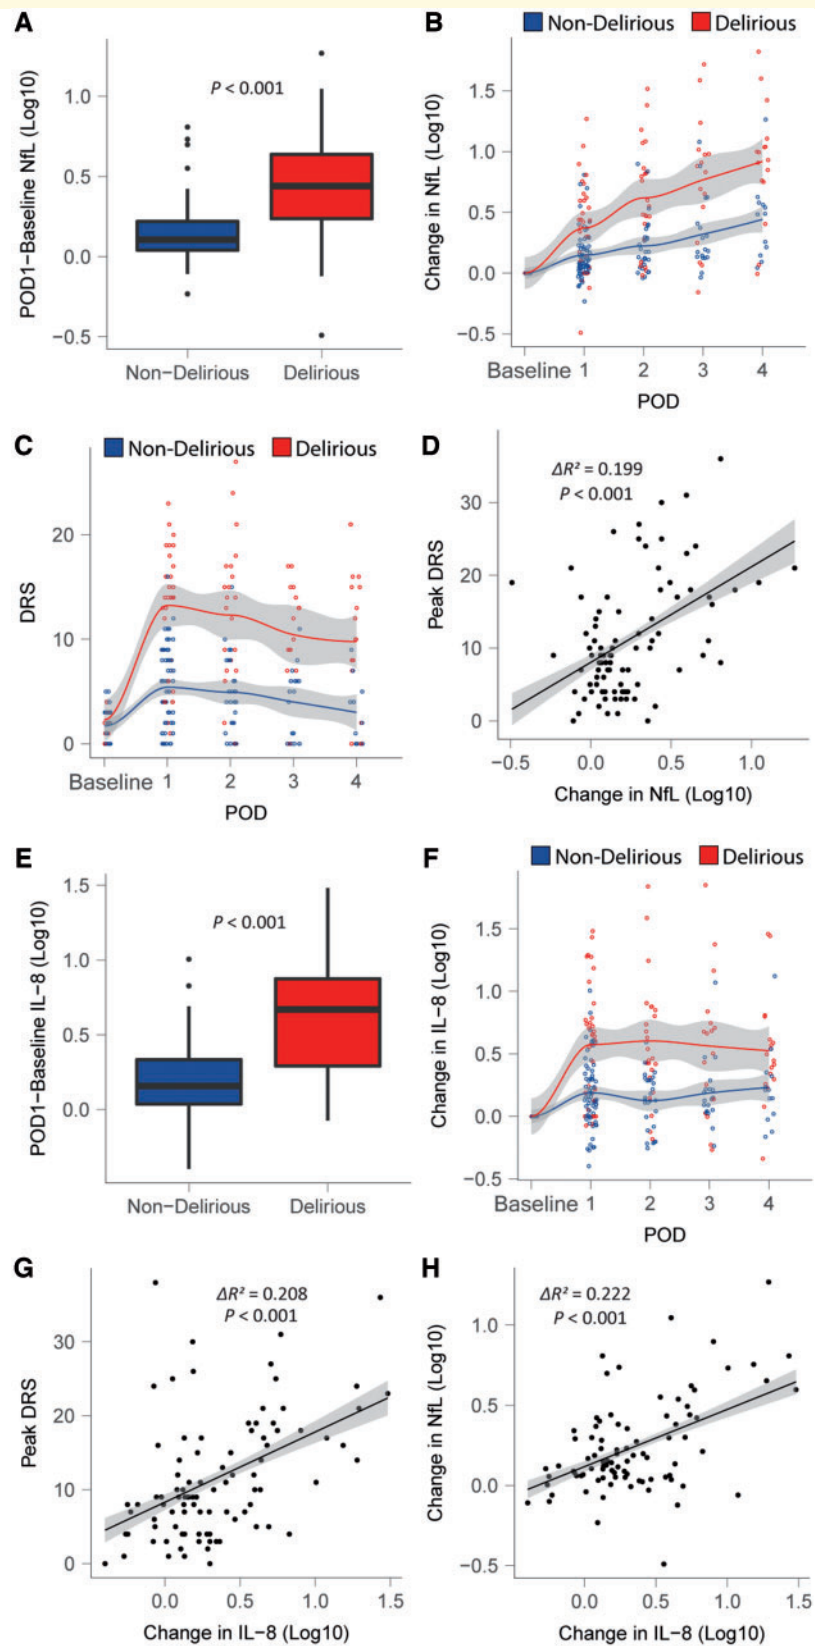 A
POD1−Baseline NfL (Log10)
P < 0.001
1.0
0.5
0.0
−0.5
Non−Delirious
Delirious
B
Non-Delirious
Delirious
Change in NfL (Log10)
1.5
1.0
0.5
0.0
−0.5
Baseline
1
2
3
4
POD
C
Non-Delirious
Delirious
DRS
20
10
0
Baseline
1
2
3
4
POD
D
ΔR² = 0.199
P < 0.001
Peak DRS
30
20
10
0
−0.5
0.0
0.5
1.0
Change in NfL (Log10)
E
POD1−Baseline IL−8 (Log10)
P < 0.001
1.5
1.0
0.5
0.0
Non−Delirious
Delirious
F
Non-Delirious
Delirious
Change in IL−8 (Log10)
1.5
1.0
0.5
0.0
−0.5
Baseline
1
2
3
4
POD
G
ΔR² = 0.208
P < 0.001
Peak DRS
30
20
10
0
0.0
0.5
1.0
1.5
Change in IL−8 (Log10)
H
ΔR² = 0.222
P < 0.001
Change in NfL (Log10)
1.0
0.5
0.0
−0.5
0.0
0.5
1.0
1.5
Change in IL−8 (Log10)